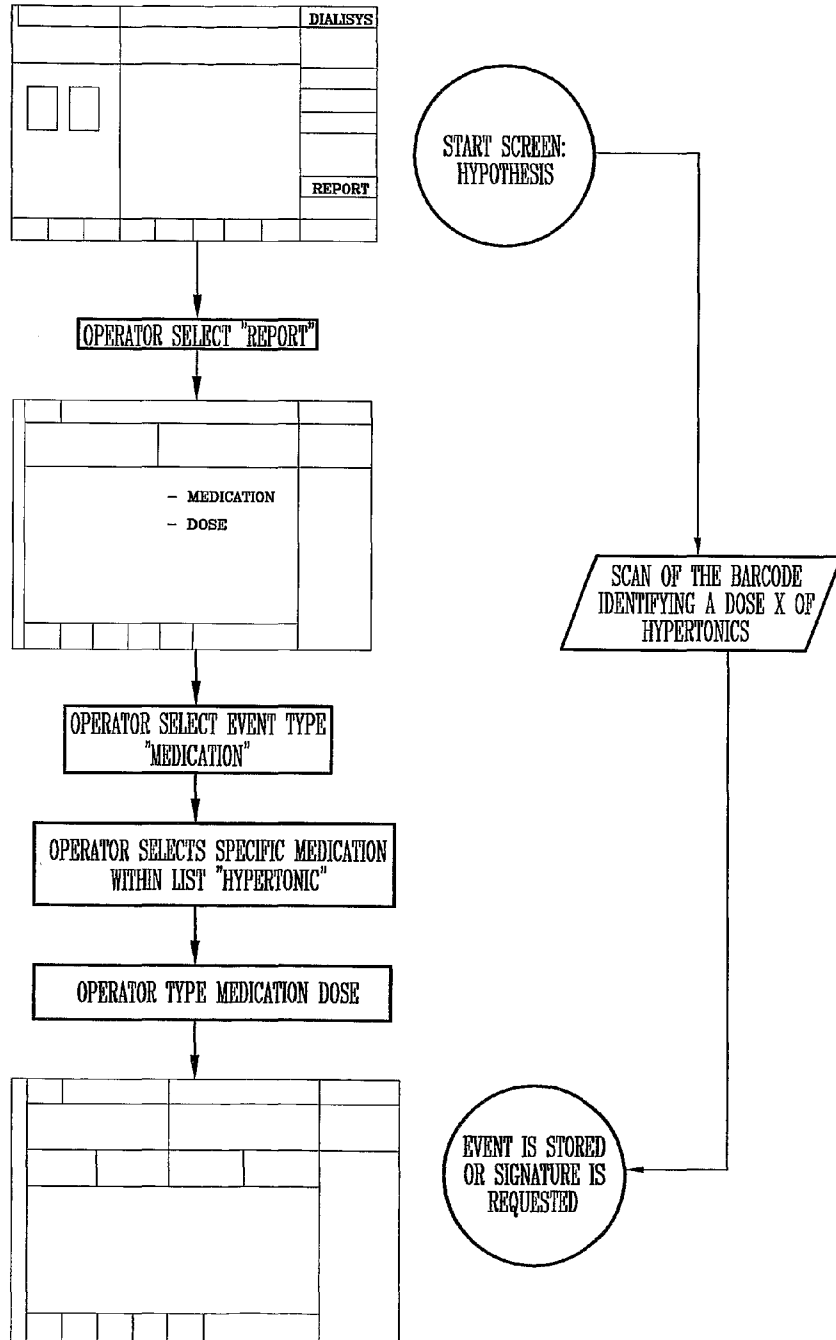 DIALISYS
REPORT
START SCREEN:
HYPOTHESIS
OPERATOR SELECT "REPORT"
- MEDICATION
- DOSE
SCAN OF THE BARCODE
IDENTIFYING A DOSE X OF
HYPERTONICS
OPERATOR SELECT EVENT TYPE
"MEDICATION"
OPERATOR SELECTS SPECIFIC MEDICATION
WITHIN LIST "HYPERTONIC"
OPERATOR TYPE MEDICATION DOSE
EVENT IS STORED
OR SIGNATURE IS
REQUESTED